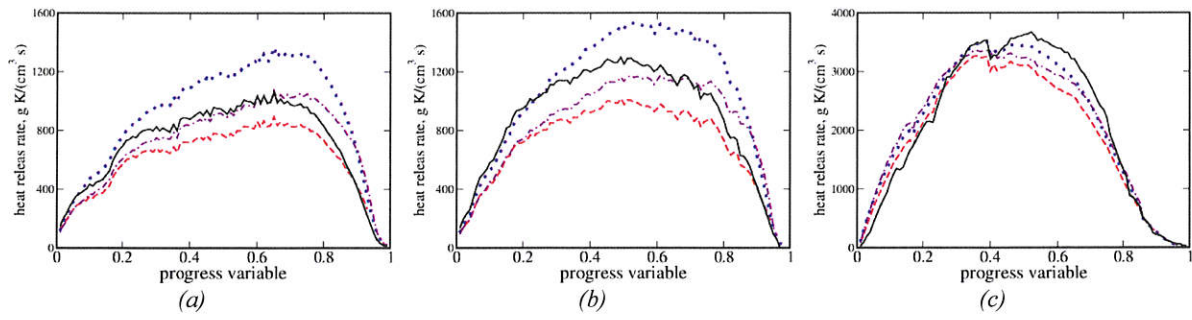 1600
1200
800
400
0
heat releas rate, g K/(cm³ s)
0 0.2 0.4 0.6 0.8 1
progress variable
(a)
1600
1200
800
400
0
heat releas rate, g K/(cm³ s)
0 0.2 0.4 0.6 0.8 1
progress variable
(b)
4000
3000
2000
1000
0
heat releas rate, g K/(cm³ s)
0 0.2 0.4 0.6 0.8 1
progress variable
(c)